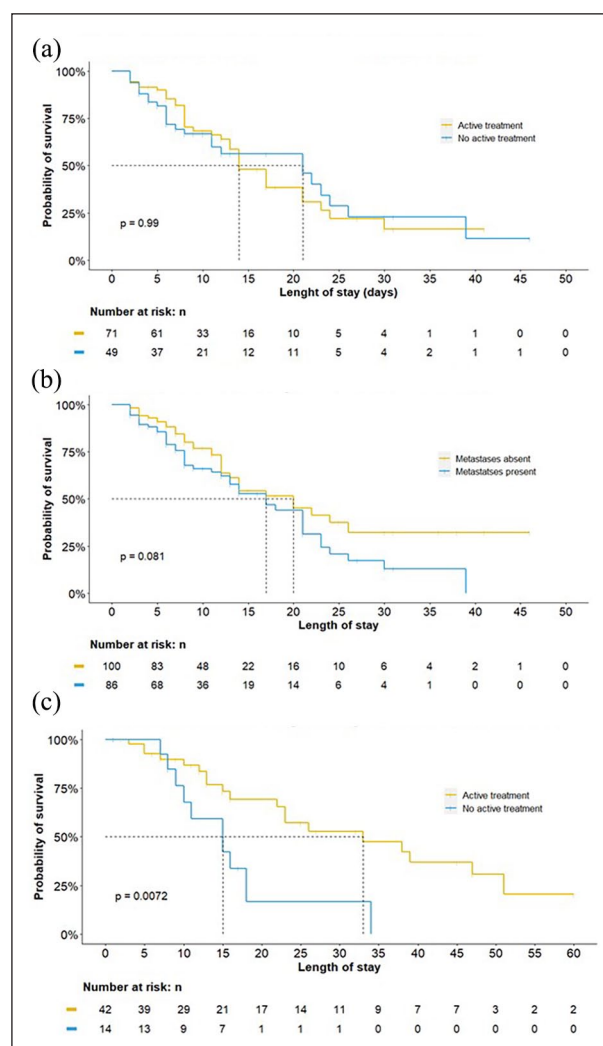 (a)
100%
75%
50%
25%
0%
Probability of survival
Active treatment
No active treatment
p = 0.99
0 5 10 15 20 25 30 35 40 45 50
Lenght of stay (days)
Number at risk: n
71 61 33 16 10 5 4 1 1 0 0
49 37 21 12 11 5 4 2 1 1 0
(b)
100%
75%
50%
25%
0%
Probability of survival
Metastases absent
Metastatses present
p = 0.081
0 5 10 15 20 25 30 35 40 45 50
Length of stay
Number at risk: n
100 83 48 22 16 10 6 4 2 1 0
86 68 36 19 14 6 4 1 0 0 0
(c)
100%
75%
50%
25%
0%
Probability of survival
Active treatment
No active treatment
p = 0.0072
0 5 10 15 20 25 30 35 40 45 50 55 60
Length of stay
Number at risk: n
42 39 29 21 17 14 11 9 7 7 3 2 2
14 13 9 7 1 1 1 0 0 0 0 0 0